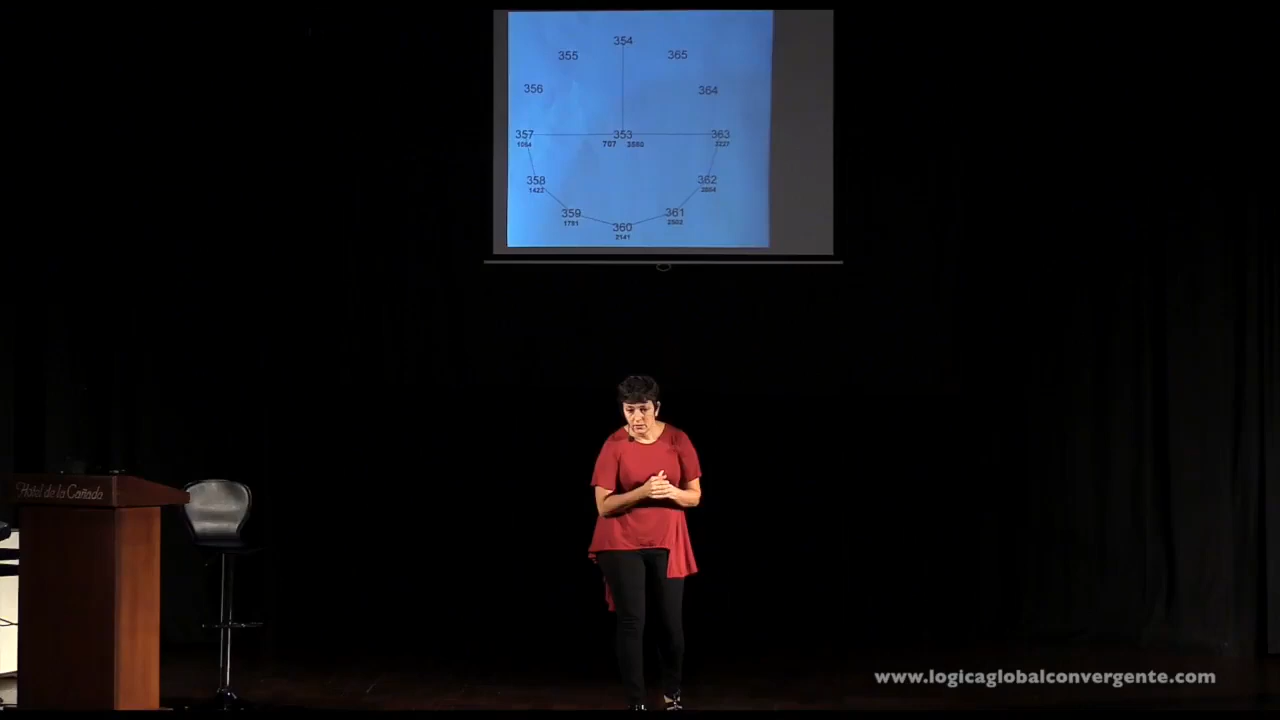 354
355 365
356 364
357 353 363
1064 707 3580 3227
358 362
1422 2864
359 361
1781 2502
360
2141
Hotel de la Cañada
www.logicaglobalconvergente.com